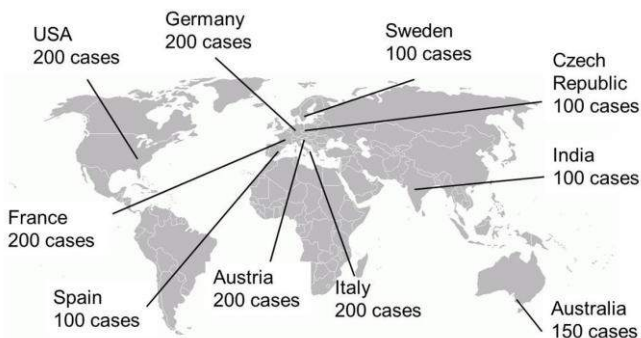 Germany
200 cases
USA
200 cases
Sweden
100 cases
Czech
Republic
100 cases
India
100 cases
France
200 cases
Spain
100 cases
Austria
200 cases
Italy
200 cases
Australia
150 cases